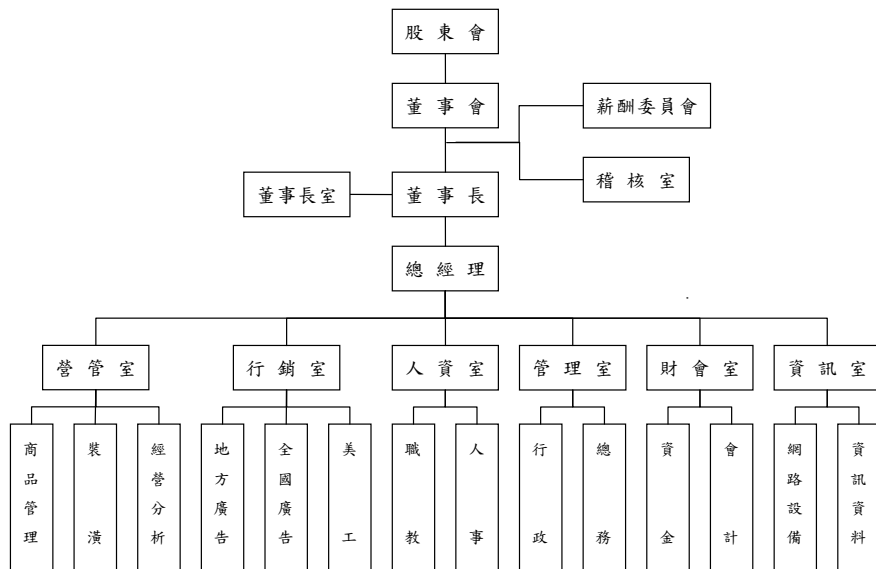 股東會
董事會
薪酬委員會
稽核室
董事長室
董事長
總經理
營管室
行銷室
人資室
管理室
財會室
資訊室
商品管理
裝潢
經營分析
地方廣告
全國廣告
美工
職教
人事
行政
總務
資金
會計
網路設備
資訊資料